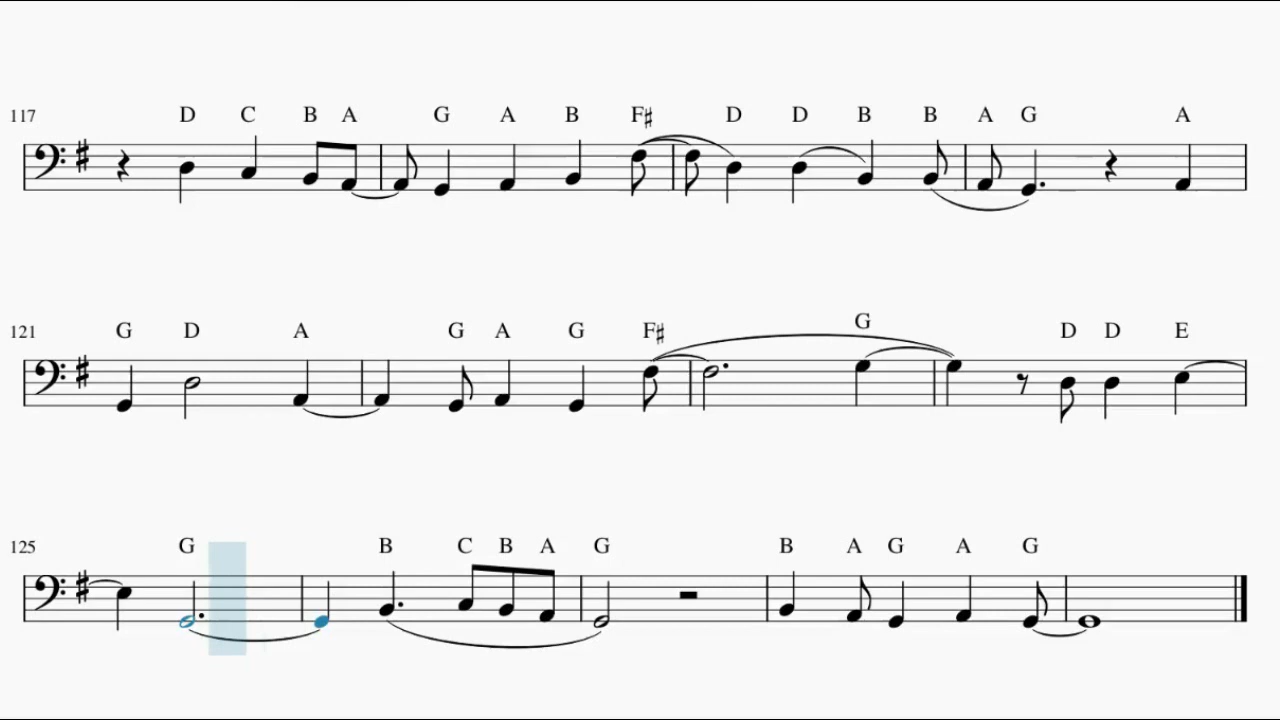 117 D C B A G A B F♯ D D B B A G A
G
121 G D A G A G F♯ D D E
125 G B C B A G B A G A G